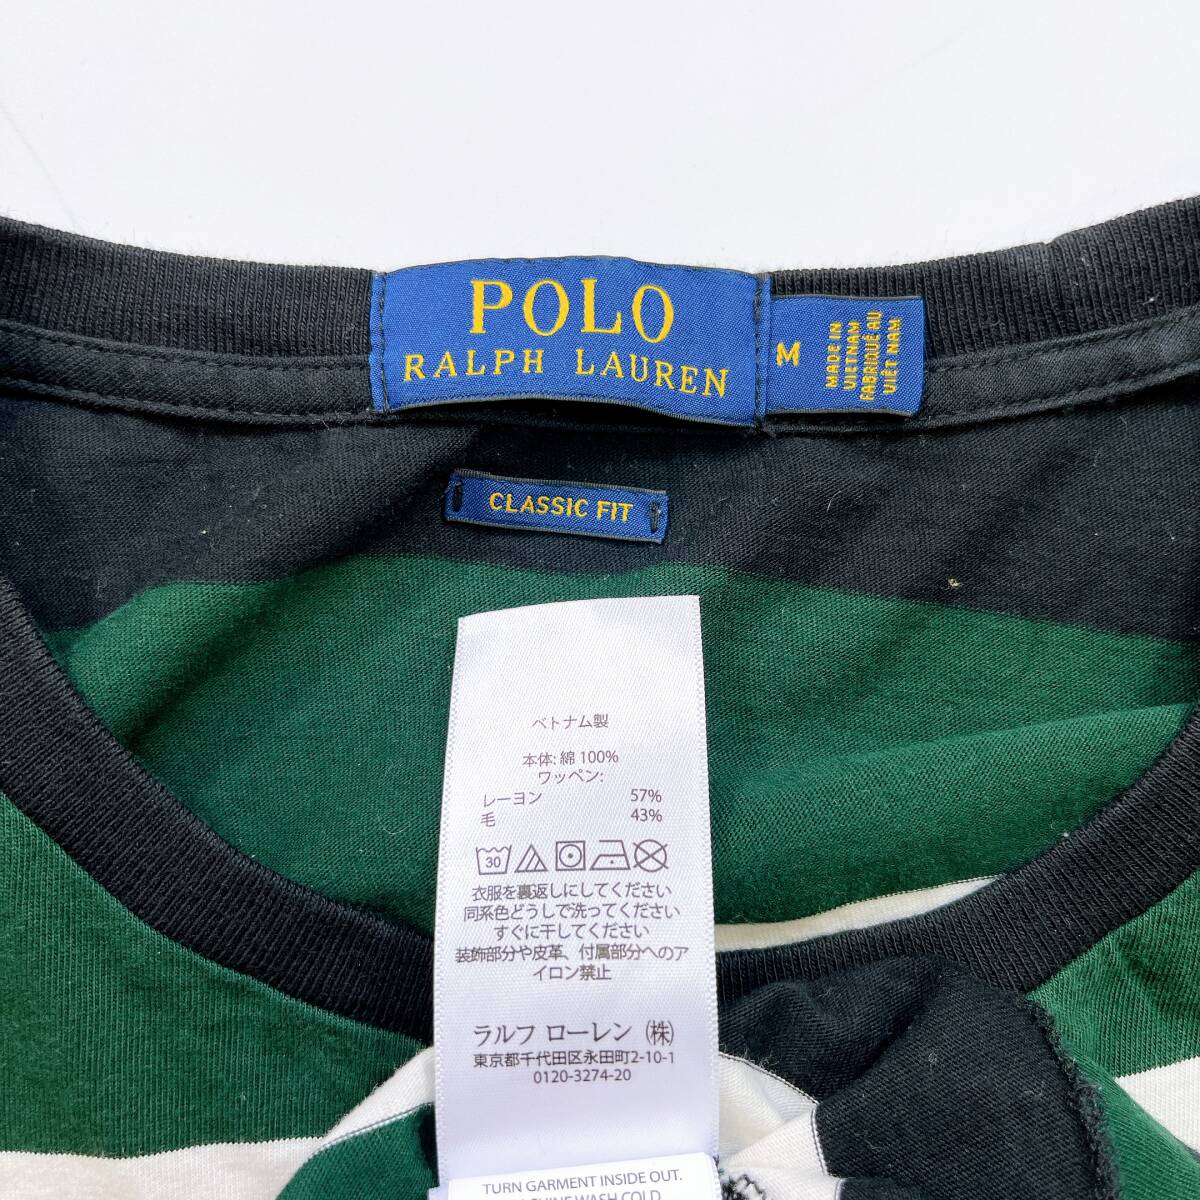 POLO
RALPH LAUREN
M
MADE IN
VIETNAM
FABRIQUÉ AU
VIÊT NAM
CLASSIC FIT
ベトナム製
本体: 綿 100%
ワッペン:
レーヨン 57%
毛 43%
30
衣服を裏返しにしてください
同系色どうしで洗ってください
すぐに干してください
装飾部分や皮革、付属部分へのア
イロン禁止
ラルフ ローレン (株)
東京都千代田区永田町2-10-1
0120-3274-20
TURN GARMENT INSIDE OUT.
WASH COLD